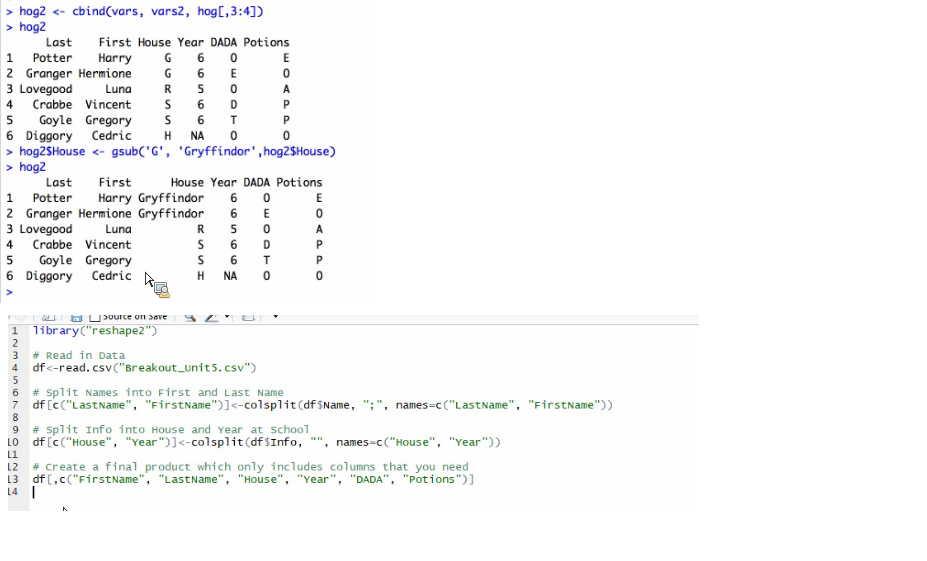 > hog2 <- cbind(vars, vars2, hog[,3:4])
> hog2
Last First House Year DADA Potions
1 Potter Harry G 6 O E
2 Granger Hermione G 6 E O
3 Lovegood Luna R 5 O A
4 Crabbe Vincent S 6 D P
5 Goyle Gregory S 6 T P
6 Diggory Cedric H NA O O
> hog2$House <- gsub('G', 'Gryffindor',hog2$House)
> hog2
Last First House Year DADA Potions
1 Potter Harry Gryffindor 6 O E
2 Granger Hermione Gryffindor 6 E O
3 Lovegood Luna R 5 O A
4 Crabbe Vincent S 6 D P
5 Goyle Gregory S 6 T P
6 Diggory Cedric H NA O O
>
Source on Save
1 library("reshape2")
2
3 # Read in Data
4 df<-read.csv("Breakout_Unit5.csv")
5
6 # Split Names into First and Last Name
7 df[c("LastName", "FirstName")]<-colsplit(df$Name, ";", names=c("LastName", "FirstName"))
8
9 # Split Info into House and Year at School
10 df[c("House", "Year")]<-colsplit(df$Info, "", names=c("House", "Year"))
11
12 # Create a final product which only includes columns that you need
13 df[,c("FirstName", "LastName", "House", "Year", "DADA", "Potions")]
14